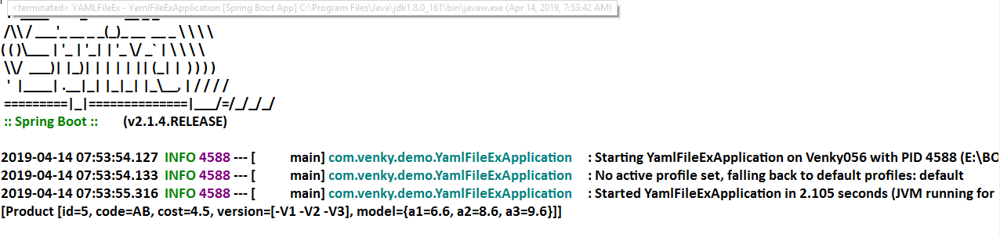 <terminated> YAMLFileEx - YamlFileExApplication [Spring Boot App] C:\Program Files\Java\jdk1.8.0_161\bin\javaw.exe (Apr 14, 2019, 7:53:42 AM)
/\\ / ___'_ __ _ _(_)_ __  __ _ \ \ \ \
( ( )\___ | '_ | '_| | '_ \/ _` | \ \ \ \
\\/  ___)| |_)| | | | | || (_| |  ) ) ) )
'  |____| .__|_| |_|_| |_\__, | / / / /
=========|_|==============|___/=/_/_/_/
:: Spring Boot :: (v2.1.4.RELEASE)
2019-04-14 07:53:54.127 INFO 4588 --- [ main] com.venky.demo.YamlFileExApplication : Starting YamlFileExApplication on Venky056 with PID 4588 (E:\BO
2019-04-14 07:53:54.133 INFO 4588 --- [ main] com.venky.demo.YamlFileExApplication : No active profile set, falling back to default profiles: default
2019-04-14 07:53:55.316 INFO 4588 --- [ main] com.venky.demo.YamlFileExApplication : Started YamlFileExApplication in 2.105 seconds (JVM running for
[Product [id=5, code=AB, cost=4.5, version=[-V1 -V2 -V3], model={a1=6.6, a2=8.6, a3=9.6}]]